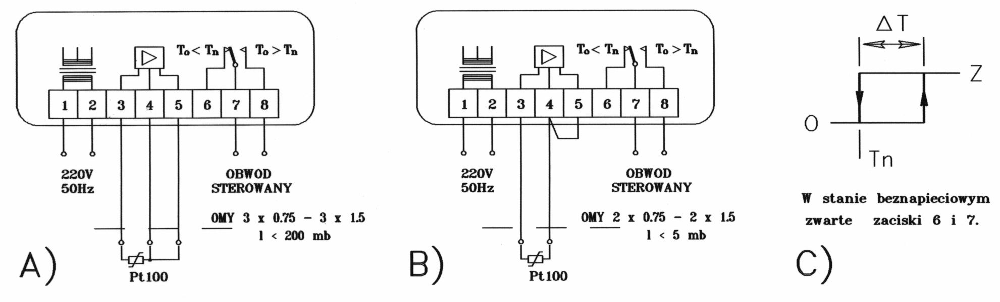 To< Tn To>Tn
1 2 3 4 5 6 7 8
220V
50Hz
OBWOD
STEROWANY
OMY 3 x 0.75 - 3 x 1.5
l < 200 mb
Pt100
A)
To< Tn To>Tn
1 2 3 4 5 6 7 8
220V
50Hz
OBWOD
STEROWANY
OMY 2 x 0.75 - 2 x 1.5
l < 5 mb
Pt100
B)
ΔT
Z
O
Tn
W stanie beznapieciowym
zwarte zaciski 6 i 7.
C)